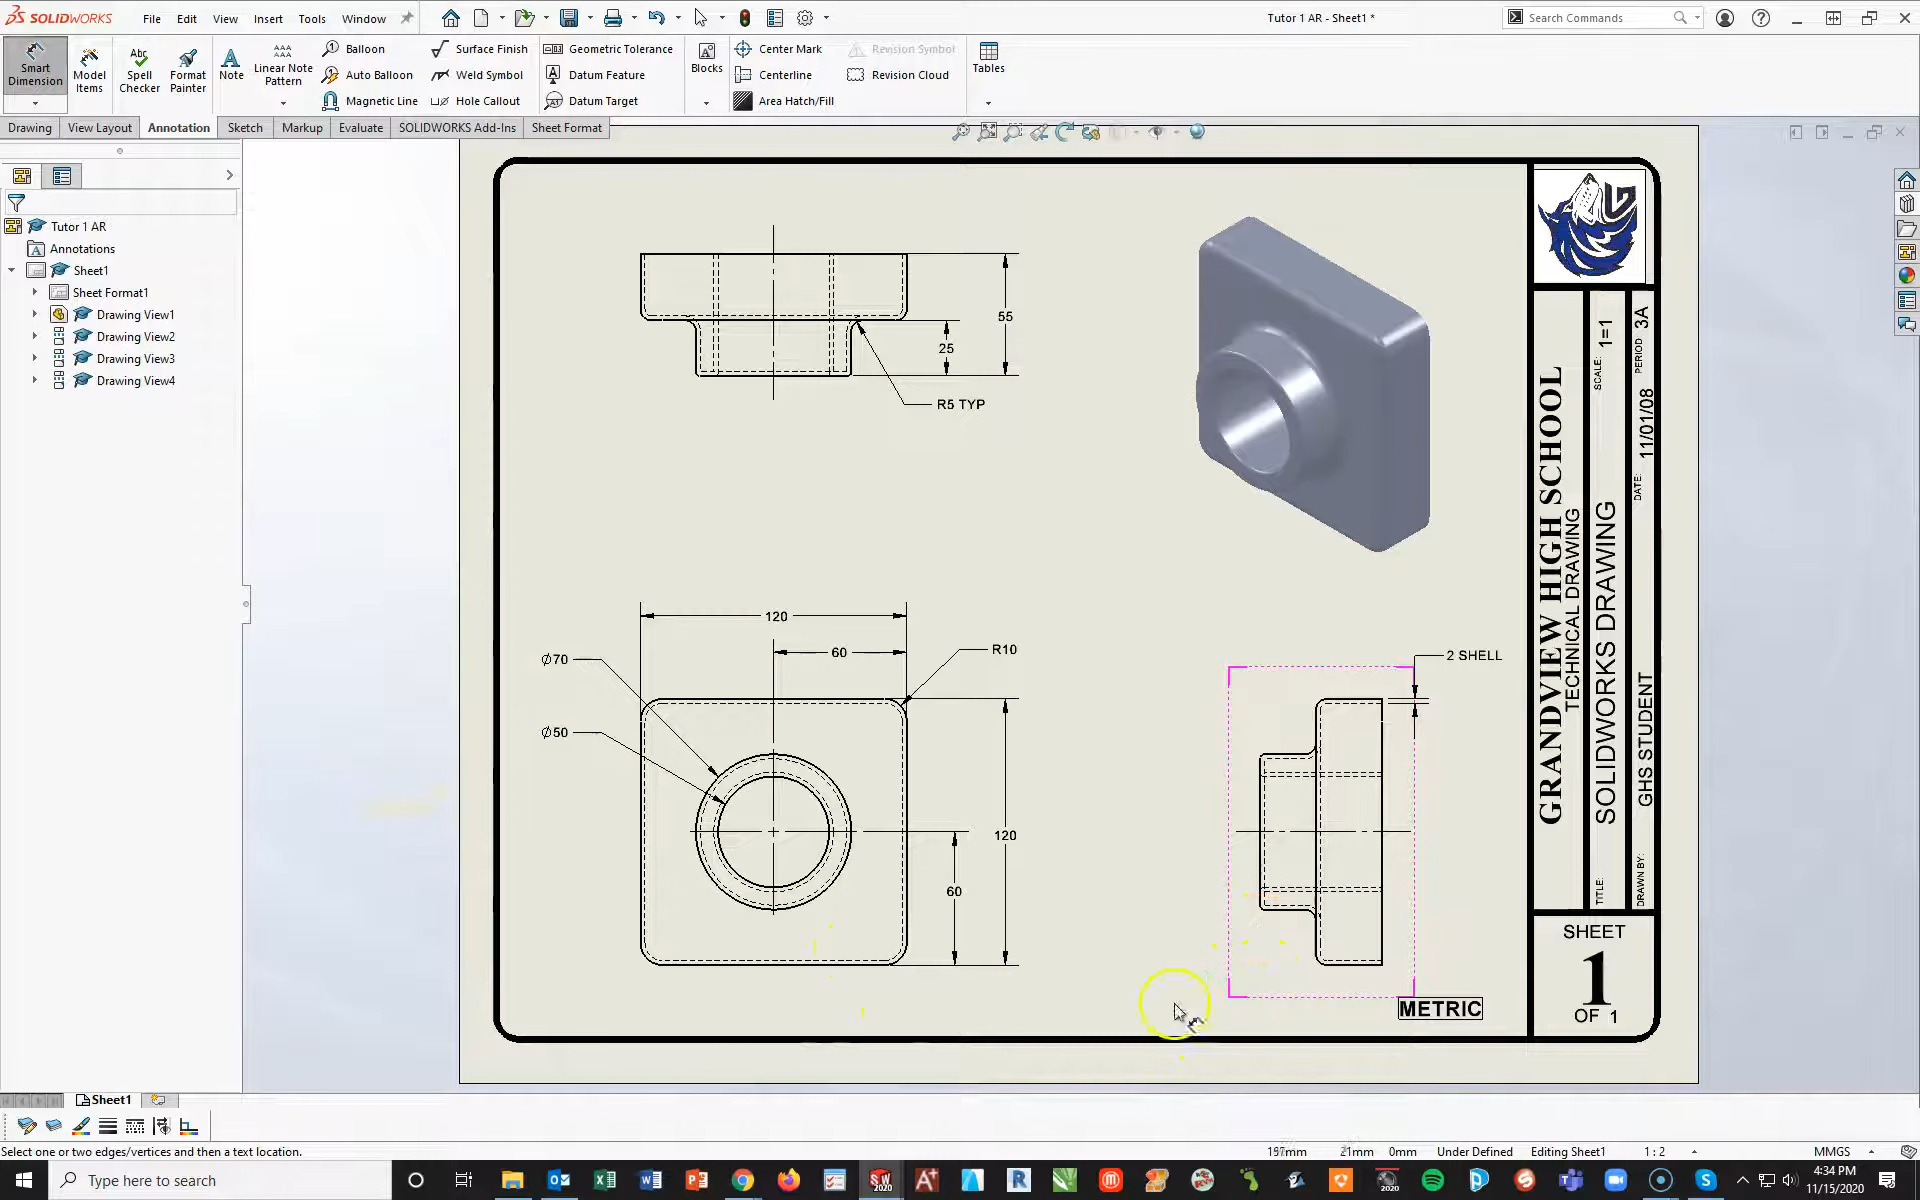 SOLIDWORKS File Edit View Insert Tools Window Tutor 1 AR - Sheet1 * Search Commands
Smart Dimension Model Items Abc Spell Checker Format Painter A Note AAA AAA Linear Note Pattern Balloon Auto Balloon Magnetic Line Surface Finish Weld Symbol Hole Callout Geometric Tolerance Datum Feature Datum Target Blocks Center Mark Centerline Area Hatch/Fill Revision Symbol Revision Cloud Tables
Drawing View Layout Annotation Sketch Markup Evaluate SOLIDWORKS Add-Ins Sheet Format
Tutor 1 AR
Annotations
Sheet1
Sheet Format1
Drawing View1
Drawing View2
Drawing View3
Drawing View4
55
25
R5 TYP
120
60
R10
Ø70
Ø50
120
60
2 SHELL
METRIC
GRANDVIEW HIGH SCHOOL
TECHNICAL DRAWING
SCALE: 1=1
TITLE: SOLIDWORKS DRAWING
PERIOD 3A
DATE: 11/01/08
DRAWN BY: GHS STUDENT
SHEET
1
OF 1
Sheet1
Select one or two edges/vertices and then a text location. 197mm 21mm 0mm Under Defined Editing Sheet1 1 : 2 MMGS
Type here to search
4:34 PM
11/15/2020